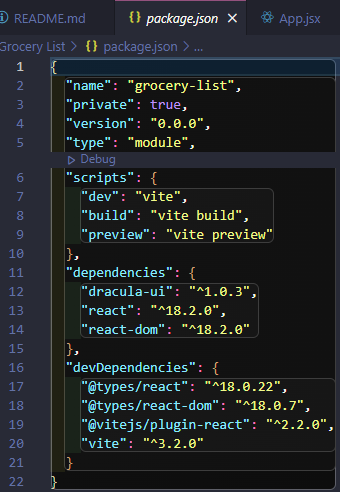 README.md package.json App.jsx
Grocery List > {} package.json > ...
1 {
2 "name": "grocery-list",
3 "private": true,
4 "version": "0.0.0",
5 "type": "module",
Debug
6 "scripts": {
7 "dev": "vite",
8 "build": "vite build",
9 "preview": "vite preview"
10 },
11 "dependencies": {
12 "dracula-ui": "^1.0.3",
13 "react": "^18.2.0",
14 "react-dom": "^18.2.0"
15 },
16 "devDependencies": {
17 "@types/react": "^18.0.22",
18 "@types/react-dom": "^18.0.7",
19 "@vitejs/plugin-react": "^2.2.0",
20 "vite": "^3.2.0"
21 }
22 }